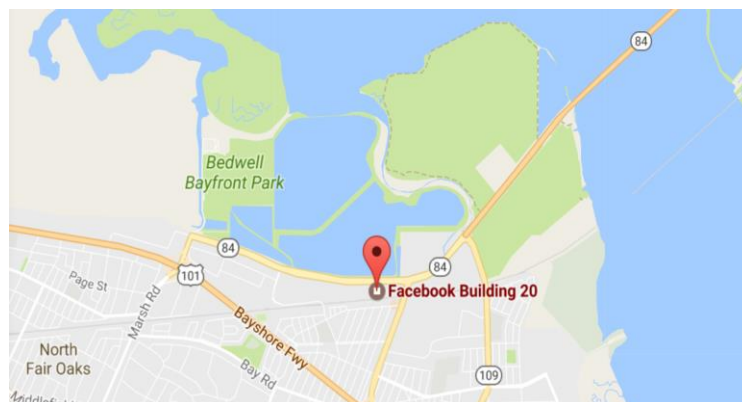 84
Bedwell
Bayfront Park
84
84
101
Facebook Building 20
Page St
Marsh Rd
Bayshore Fwy
North
Fair Oaks
Bay Rd
109